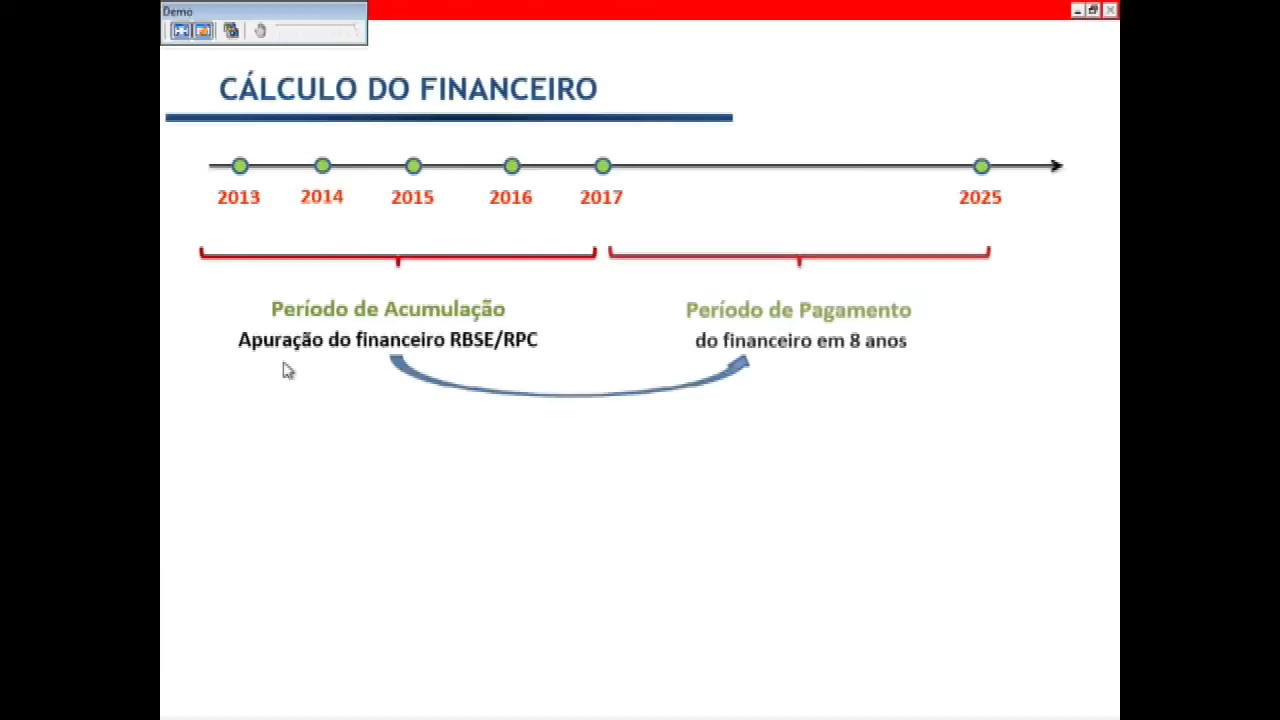 Demo
CÁLCULO DO FINANCEIRO
2013 2014 2015 2016 2017 2025
Período de Acumulação
Apuração do financeiro RBSE/RPC
Período de Pagamento
do financeiro em 8 anos